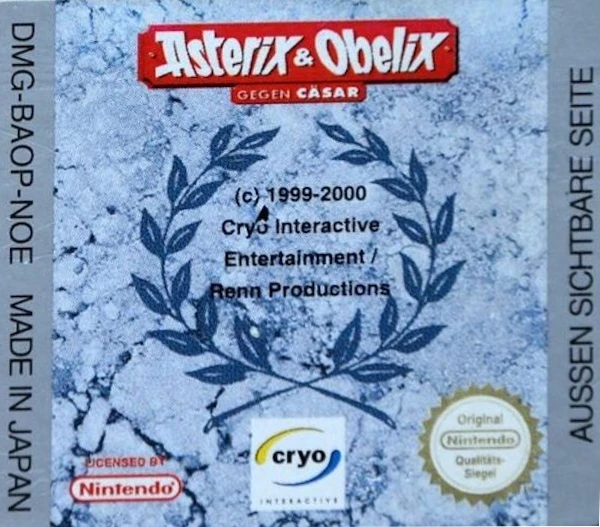 Asterix & Obelix
GEGEN CÄSAR
(c) 1999-2000
Cryo Interactive
Entertainment /
Renn Productions
LICENSED BY
Nintendo®
cryo
INTERACTIVE
Original
Nintendo
Qualitäts-
Siegel
DMG-BAOP-NOE MADE IN JAPAN
AUSSEN SICHTBARE SEITE